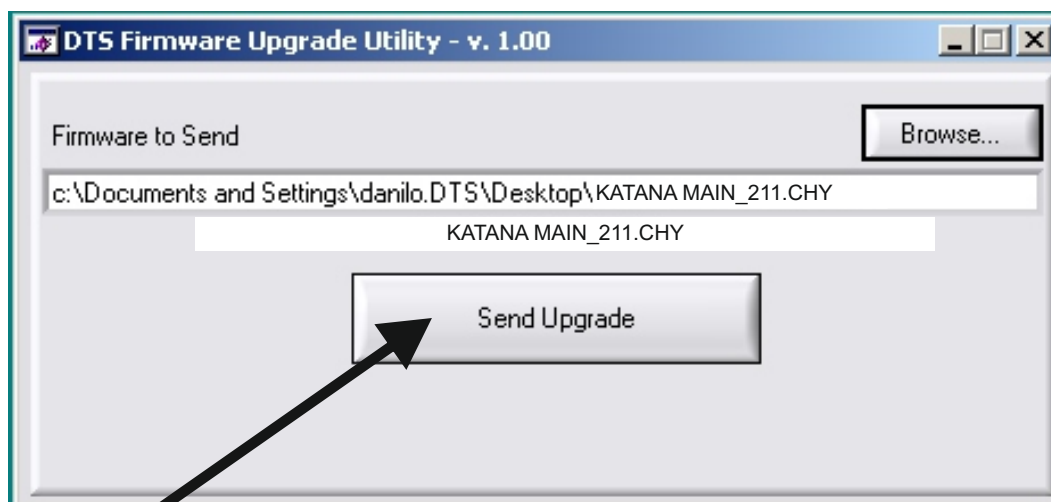 DTS Firmware Upgrade Utility - v. 1.00
Firmware to Send
Browse...
c:\Documents and Settings\danilo.DTS\Desktop\KATANA MAIN_211.CHY
KATANA MAIN_211.CHY
Send Upgrade